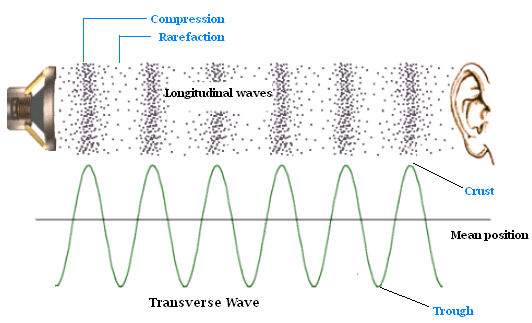 Compression
Rarefaction
Longitudinal waves
Crust
Mean position
Transverse Wave
Trough